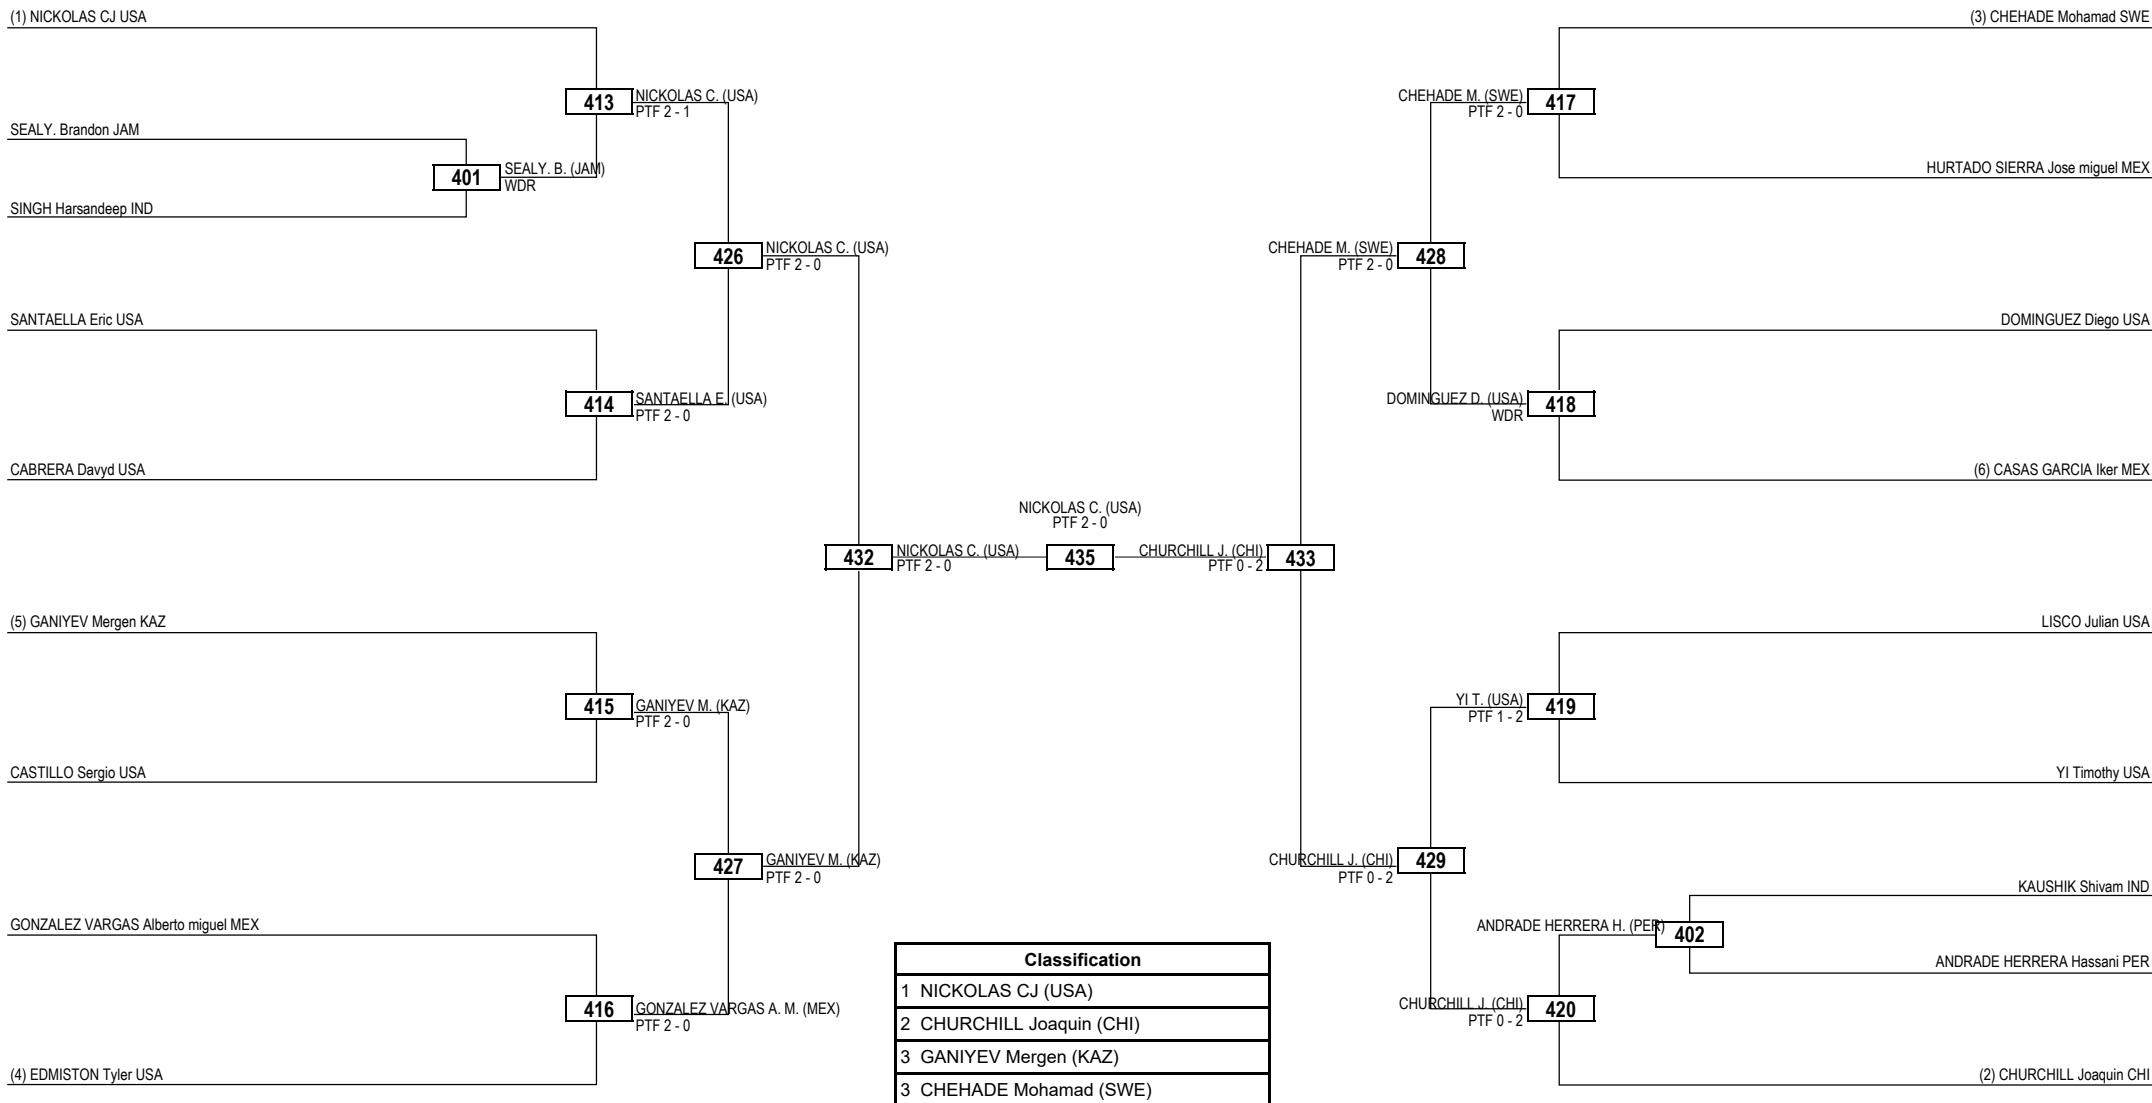 (1) NICKOLAS CJ USA
413
NICKOLAS C. (USA)
PTF 2 - 1
SEALY. Brandon JAM
401
SEALY. B. (JAM)
WDR
SINGH Harsandeep IND
426
NICKOLAS C. (USA)
PTF 2 - 0
SANTAELLA Eric USA
414
SANTAELLA E. (USA)
PTF 2 - 0
CABRERA Davyd USA
432
NICKOLAS C. (USA)
PTF 2 - 0
(5) GANIYEV Mergen KAZ
415
GANIYEV M. (KAZ)
PTF 2 - 0
CASTILLO Sergio USA
427
GANIYEV M. (KAZ)
PTF 2 - 0
GONZALEZ VARGAS Alberto miguel MEX
416
GONZALEZ VARGAS A. M. (MEX)
PTF 2 - 0
(4) EDMISTON Tyler USA
NICKOLAS C. (USA)
PTF 2 - 0
435
(3) CHEHADE Mohamad SWE
CHEHADE M. (SWE)
PTF 2 - 0
417
HURTADO SIERRA Jose miguel MEX
CHEHADE M. (SWE)
PTF 2 - 0
428
DOMINGUEZ Diego USA
DOMINGUEZ D. (USA)
WDR
418
(6) CASAS GARCIA Iker MEX
CHURCHILL J. (CHI)
PTF 0 - 2
433
LISCO Julian USA
YI T. (USA)
PTF 1 - 2
419
YI Timothy USA
CHURCHILL J. (CHI)
PTF 0 - 2
429
KAUSHIK Shivam IND
ANDRADE HERRERA H. (PER)
402
ANDRADE HERRERA Hassani PER
CHURCHILL J. (CHI)
PTF 0 - 2
420
(2) CHURCHILL Joaquin CHI
Classification
1 NICKOLAS CJ (USA)
2 CHURCHILL Joaquin (CHI)
3 GANIYEV Mergen (KAZ)
3 CHEHADE Mohamad (SWE)